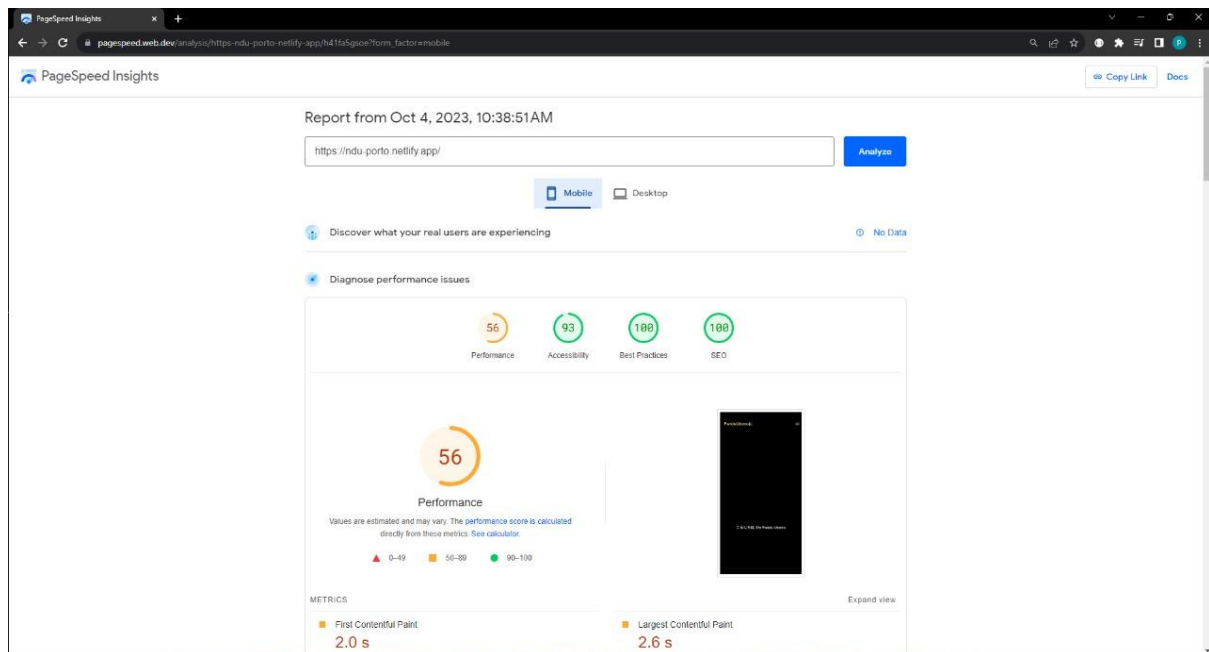 PageSpeed Insights
pagespeed.web.dev/analysis/https-ndu-porto-netlify-app/h41fa5gsoe?form_factor=mobile
PageSpeed Insights
Copy Link
Docs
Report from Oct 4, 2023, 10:38:51 AM
https://ndu-porto.netlify.app/
Analyze
Mobile
Desktop
Discover what your real users are experiencing
No Data
Diagnose performance issues
56
93
100
100
Performance
Accessibility
Best Practices
SEO
56
Performance
Values are estimated and may vary. The performance score is calculated
directly from these metrics. See calculator.
0–49
50–89
90–100
METRICS
Expand view
First Contentful Paint
2.0 s
Largest Contentful Paint
2.6 s